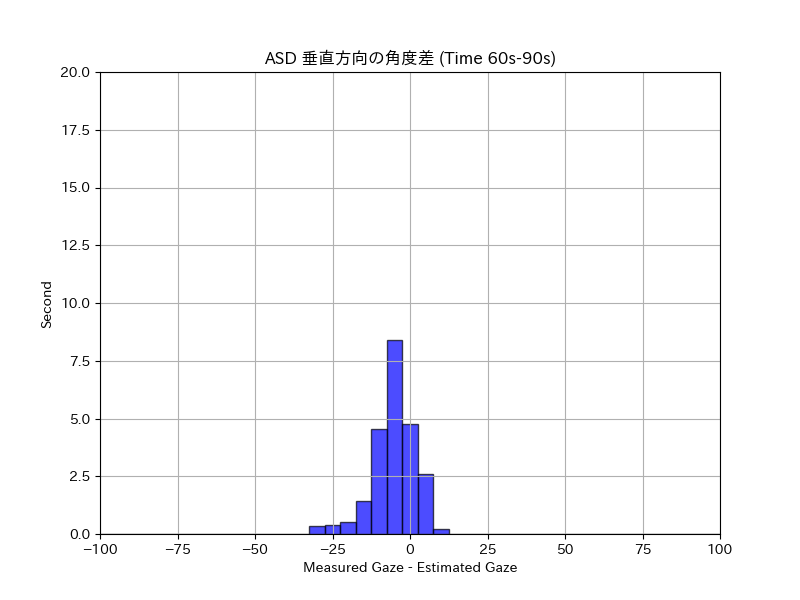 ASD 垂直方向の角度差 (Time 60s-90s)
20.0
17.5
15.0
12.5
10.0
7.5
5.0
2.5
0.0
Second
−100 −75 −50 −25 0 25 50 75 100
Measured Gaze - Estimated Gaze